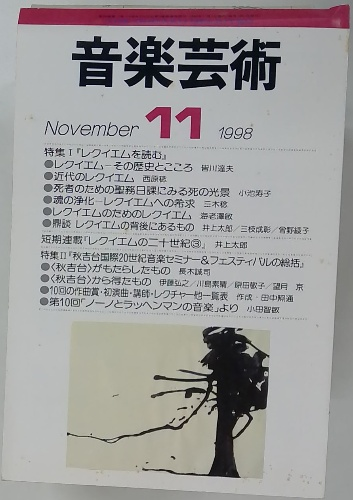 音楽芸術
November 11 1998
特集Ⅰ『レクイエムを読む』
●レクイエム―その歴史とこころ 皆川達夫
●近代のレクイエム 西原稔
●死者のための聖務日課にみる死の光景 小池寿子
●魂の浄化―レクイエムへの希求 三木稔
●レクイエムのためのレクイエム 海老澤敏
●鼎談 レクイエムの背後にあるもの 井上太郎/三枝成彰/曾野綾子
短期連載「レクイエムの二十世紀③」 井上太郎
特集Ⅱ『秋吉台国際20世紀音楽セミナー&フェスティバルの総括』
●〈秋吉台〉がもたらしたもの 長木誠司
●〈秋吉台〉から得たもの 伊藤弘之/川島素晴/原田敬子/望月 京
●10回の作曲賞・初演曲・講師・レクチャー他一覧表 作成・田中照通
●第10回「ノーノとラッヘンマンの音楽」より 小田智敏